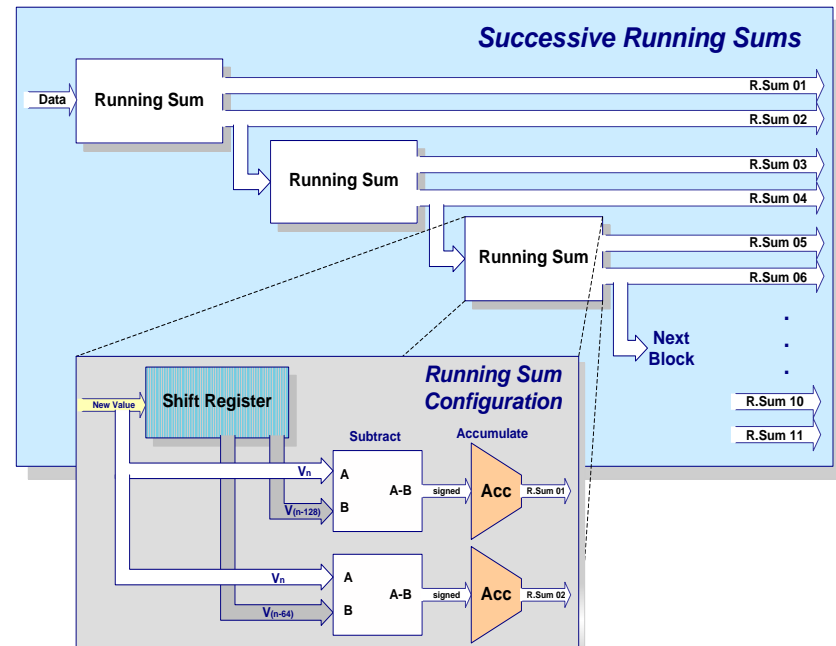 Successive Running Sums
Data
Running Sum
R.Sum 01
R.Sum 02
Running Sum
R.Sum 03
R.Sum 04
Running Sum
R.Sum 05
R.Sum 06
.
.
.
Next
Block
R.Sum 10
R.Sum 11
Running Sum
Configuration
New Value
Shift Register
Subtract
Accumulate
Vn
A
B
A-B
signed
Acc
R.Sum 01
V(n-128)
Vn
A
B
A-B
signed
Acc
R.Sum 02
V(n-64)